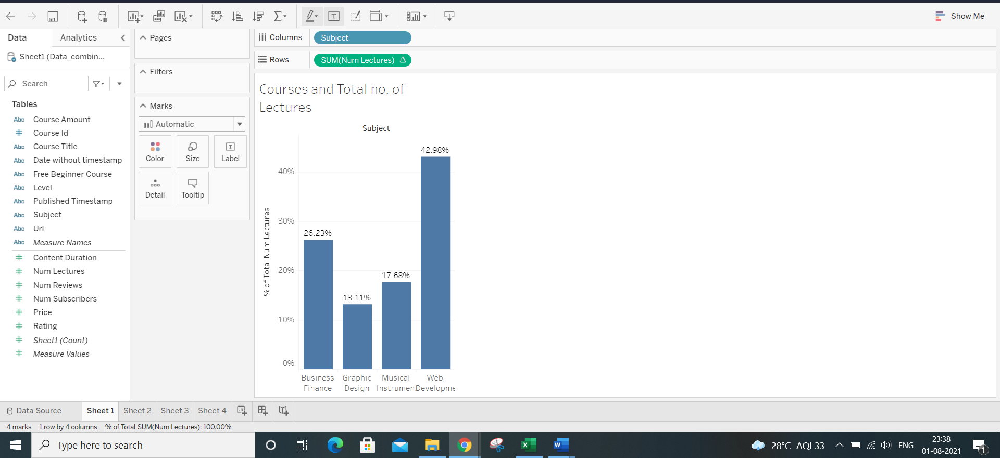 Show Me
Data
Analytics
Sheet1 (Data_combin...
Search
Tables
Abc Course Amount
# Course Id
Abc Course Title
Abc Date without timestamp
Abc Free Beginner Course
Abc Level
Abc Published Timestamp
Abc Subject
Abc Url
Abc Measure Names
# Content Duration
# Num Lectures
# Num Reviews
# Num Subscribers
# Price
# Rating
# Sheet1 (Count)
# Measure Values
Pages
Filters
Marks
Automatic
Color
Size
Label
Detail
Tooltip
Columns
Subject
Rows
SUM(Num Lectures)
Courses and Total no. of
Lectures
Subject
% of Total Num Lectures
40%
30%
20%
10%
0%
26.23%
13.11%
17.68%
42.98%
Business
Finance
Graphic
Design
Musical
Instrumen
Web
Developme
Data Source
Sheet 1
Sheet 2
Sheet 3
Sheet 4
4 marks
1 row by 4 columns
% of Total SUM(Num Lectures): 100.00%
Type here to search
28°C AQI 33
ENG
23:38
01-08-2021
1